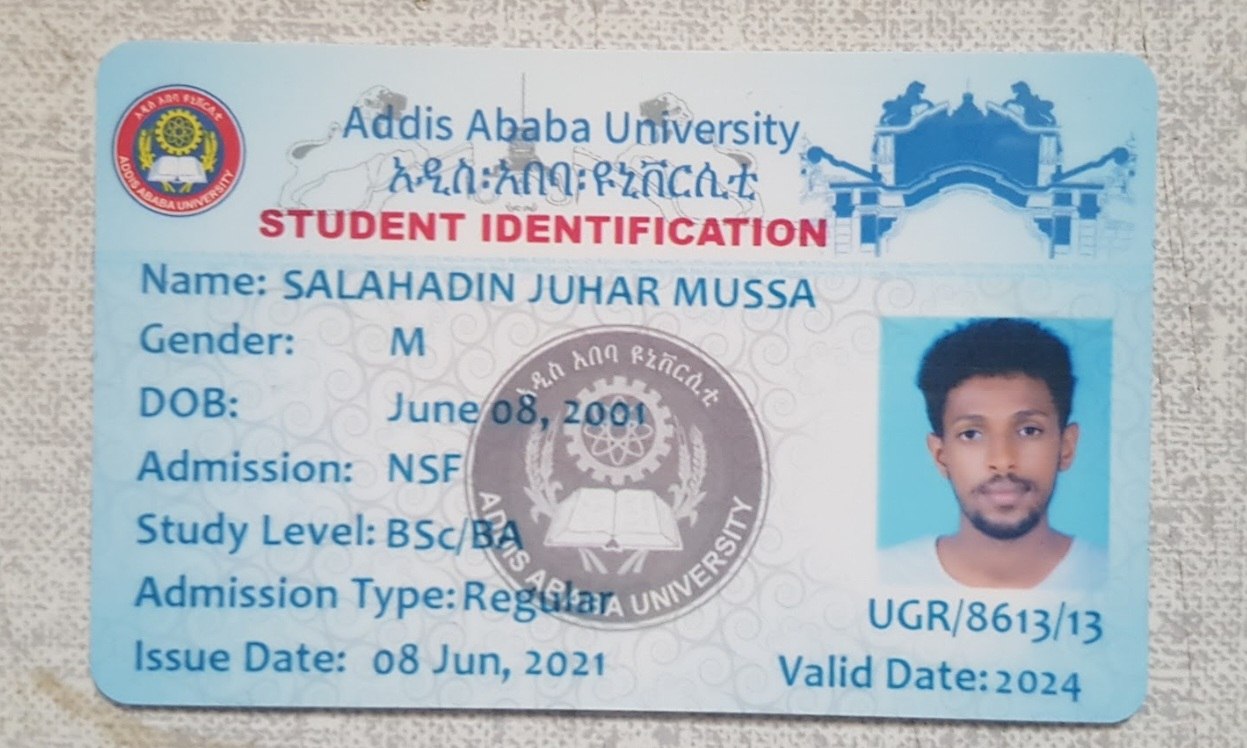 Addis Ababa University
አዲስ፡አበባ፡ዩኒቨርሲቲ
STUDENT IDENTIFICATION
አዲስ አበባ ዩኒቨርሲቲ
ADDIS ABABA UNIVERSITY
Name: SALAHADIN JUHAR MUSSA
Gender: M
DOB: June 08, 2001
Admission: NSF
Study Level: BSc/BA
Admission Type: Regular
Issue Date: 08 Jun, 2021
አዲስ አበባ ዩኒቨርሲቲ
ADDIS ABABA UNIVERSITY
UGR/8613/13
Valid Date: 2024